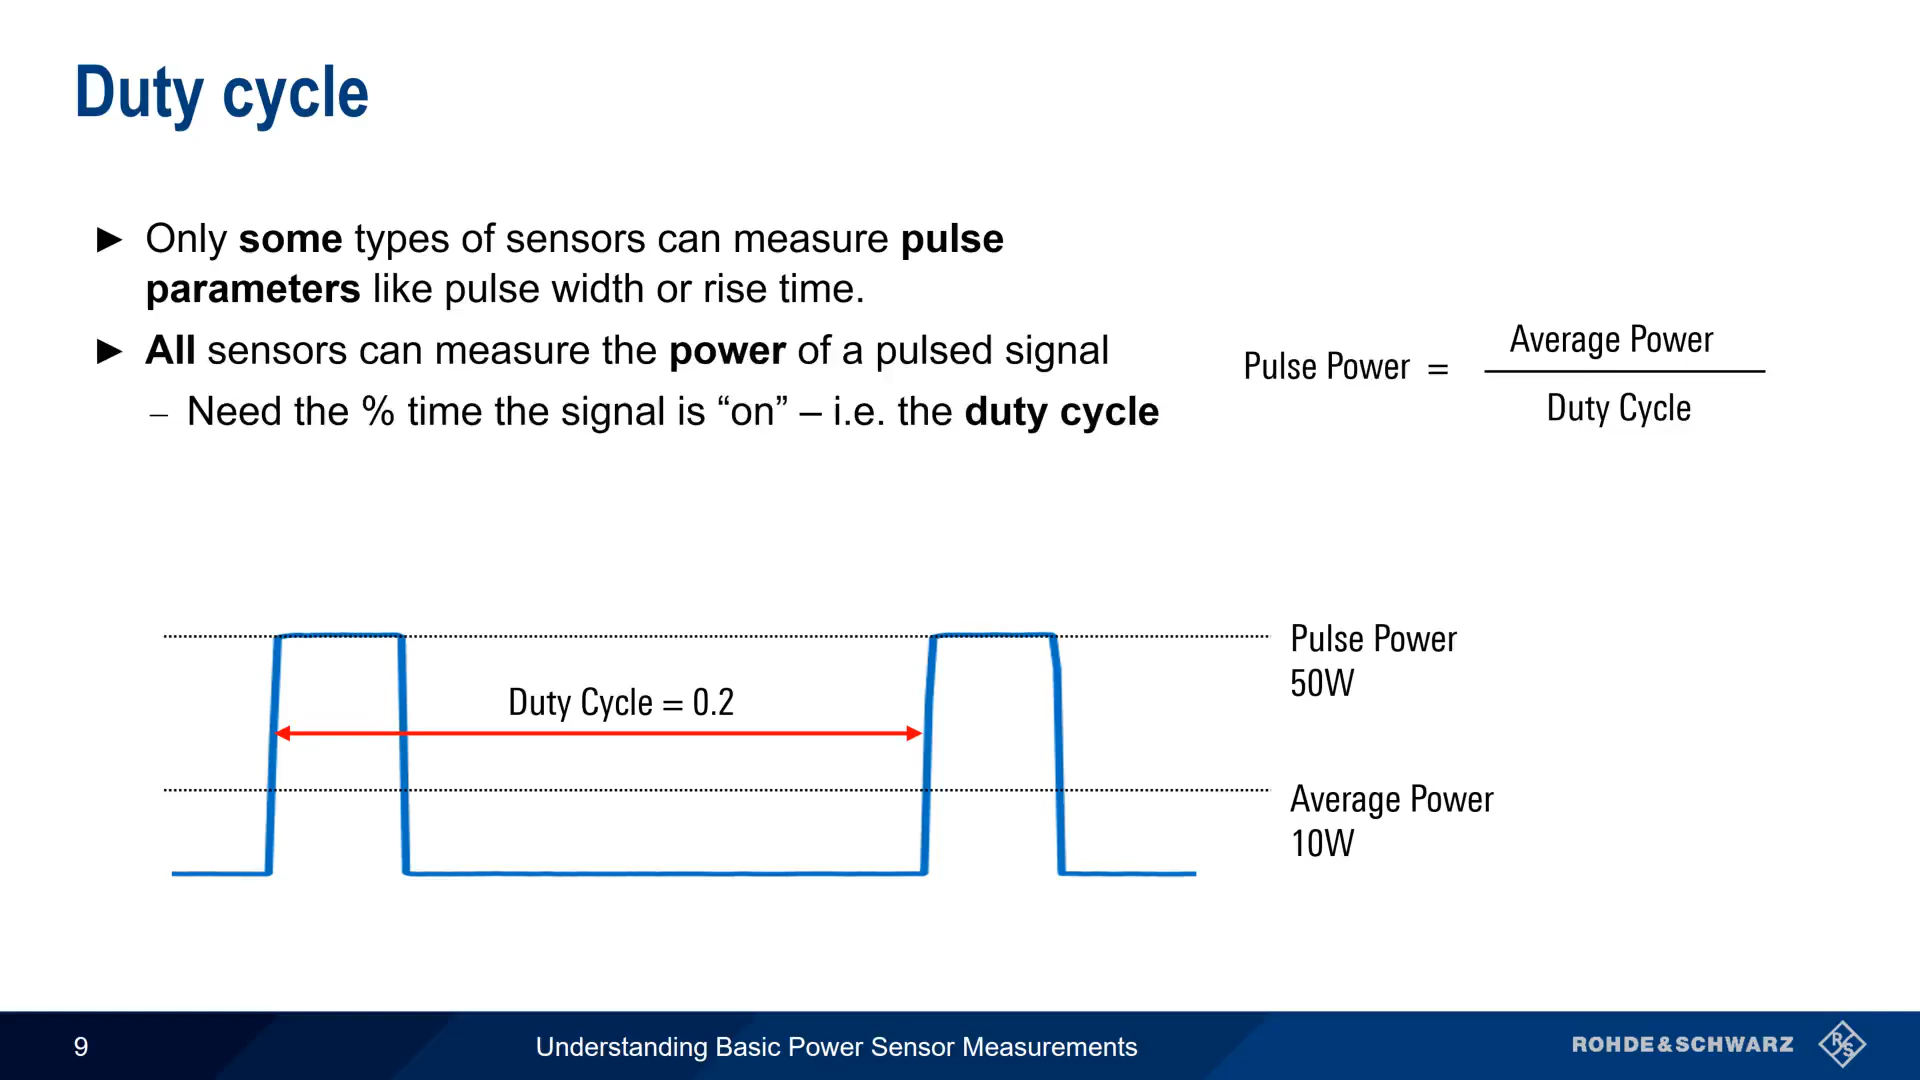 Duty cycle
► Only some types of sensors can measure pulse
parameters like pulse width or rise time.
► All sensors can measure the power of a pulsed signal
– Need the % time the signal is “on” – i.e. the duty cycle
Average Power
Pulse Power =
Duty Cycle
Pulse Power
50W
Duty Cycle = 0.2
Average Power
10W
9
Understanding Basic Power Sensor Measurements
ROHDE&SCHWARZ
RS